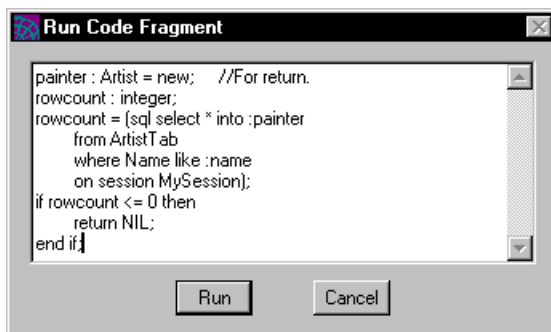 Run Code Fragment
painter : Artist = new;     //For return.
rowcount : integer;
rowcount = (sql select * into :painter
from ArtistTab
where Name like :name
on session MySession);
if rowcount <= 0 then
return NIL;
end if;
Run
Cancel